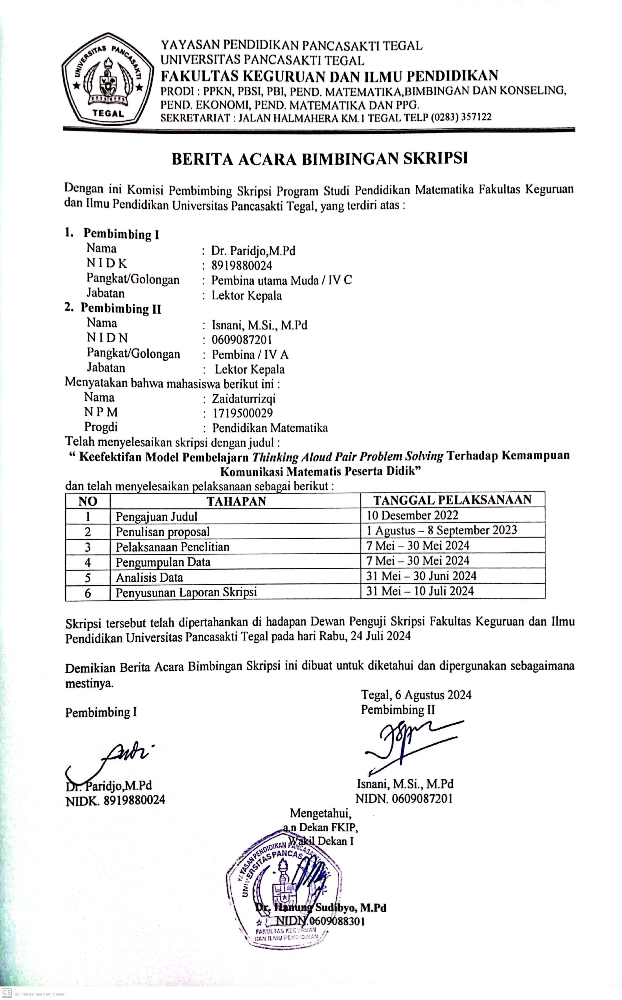 UNIVERSITAS PANCASAKTI
TEGAL
YAYASAN PENDIDIKAN PANCASAKTI TEGAL
UNIVERSITAS PANCASAKTI TEGAL
FAKULTAS KEGURUAN DAN ILMU PENDIDIKAN
PRODI : PPKN, PBSI, PBI, PEND. MATEMATIKA,BIMBINGAN DAN KONSELING,
PEND. EKONOMI, PEND. MATEMATIKA DAN PPG.
SEKRETARIAT : JALAN HALMAHERA KM.1 TEGAL TELP (0283) 357122
BERITA ACARA BIMBINGAN SKRIPSI
Dengan ini Komisi Pembimbing Skripsi Program Studi Pendidikan Matematika Fakultas Keguruan
dan Ilmu Pendidikan Universitas Pancasakti Tegal, yang terdiri atas :
1. Pembimbing I
Nama : Dr. Paridjo,M.Pd
N I D K : 8919880024
Pangkat/Golongan : Pembina utama Muda / IV C
Jabatan : Lektor Kepala
2. Pembimbing II
Nama : Isnani, M.Si., M.Pd
N I D N : 0609087201
Pangkat/Golongan : Pembina / IV A
Jabatan : Lektor Kepala
Menyatakan bahwa mahasiswa berikut ini :
Nama : Zaidaturrizqi
N P M : 1719500029
Progdi : Pendidikan Matematika
Telah menyelesaikan skripsi dengan judul :
“ Keefektifan Model Pembelajarn Thinking Aloud Pair Problem Solving Terhadap Kemampuan
Komunikasi Matematis Peserta Didik”
dan telah menyelesaikan pelaksanaan sebagai berikut :
NO TAHAPAN TANGGAL PELAKSANAAN
1 Pengajuan Judul 10 Desember 2022
2 Penulisan proposal 1 Agustus – 8 September 2023
3 Pelaksanaan Penelitian 7 Mei – 30 Mei 2024
4 Pengumpulan Data 7 Mei – 30 Mei 2024
5 Analisis Data 31 Mei – 30 Juni 2024
6 Penyusunan Laporan Skripsi 31 Mei – 10 Juli 2024
Skripsi tersebut telah dipertahankan di hadapan Dewan Penguji Skripsi Fakultas Keguruan dan Ilmu
Pendidikan Universitas Pancasakti Tegal pada hari Rabu, 24 Juli 2024
Demikian Berita Acara Bimbingan Skripsi ini dibuat untuk diketahui dan dipergunakan sebagaimana
mestinya.
Tegal, 6 Agustus 2024
Pembimbing I Pembimbing II
Dr. Paridjo,M.Pd Isnani, M.Si., M.Pd
NIDK. 8919880024 NIDN. 0609087201
Mengetahui,
a.n Dekan FKIP,
Wakil Dekan I
YAYASAN PENDIDIKAN PANCASAKTI TEGAL
UNIVERSITAS PANCASAKTI
Dr. Hanung Sudibyo, M.Pd
NIDN.0609088301
FAKULTAS KEGURUAN
DAN ILMU PENDIDIKAN
CS Dipindai dengan CamScanner